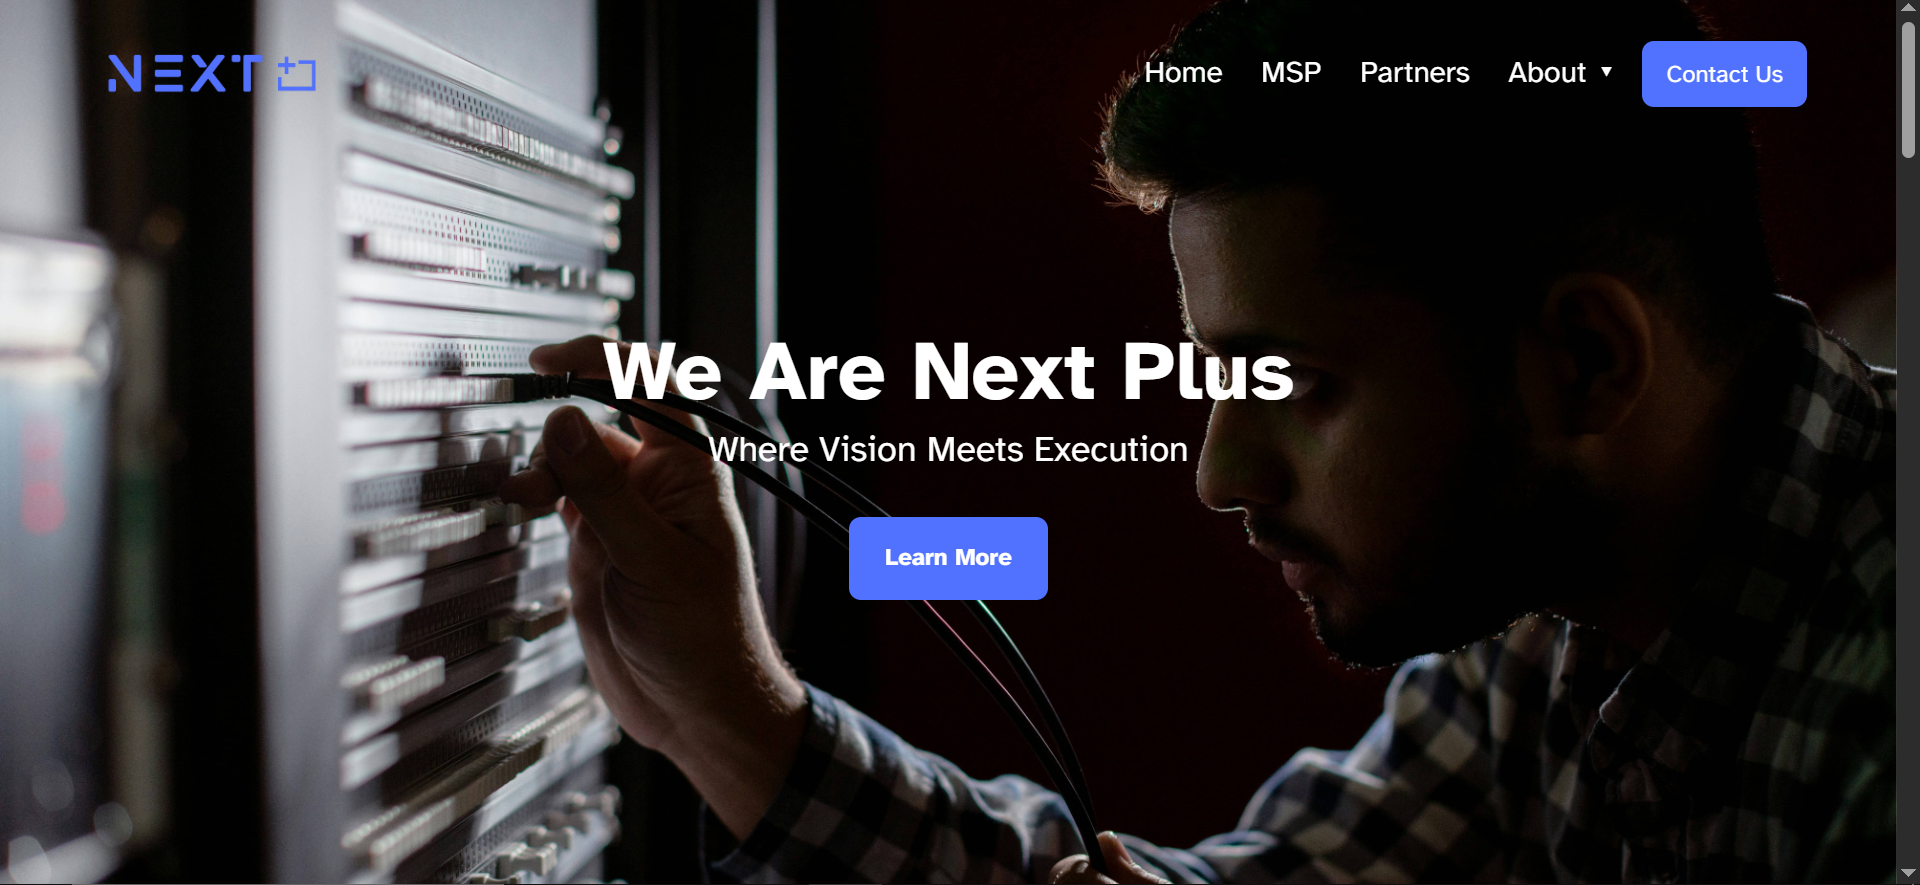 NEXT+
Home MSP Partners About ▼ Contact Us
We Are Next Plus
Where Vision Meets Execution
Learn More